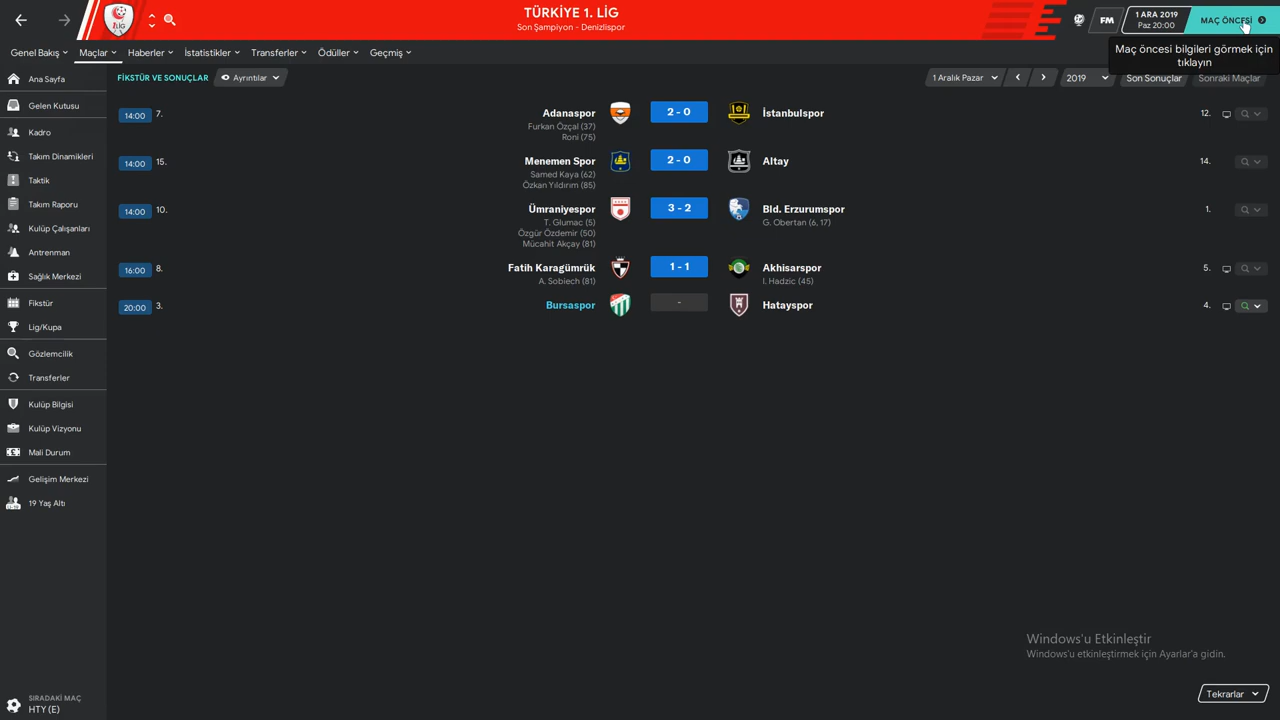 TÜRKİYE 1. LİG
Son Şampiyon - Denizlispor
FM
1 ARA 2019
Paz 20:00
MAÇ ÖNCESİ
Maç öncesi bilgileri görmek için
tıklayın
Genel Bakış
Maçlar
Haberler
İstatistikler
Transferler
Ödüller
Geçmiş
FİKSTÜR VE SONUÇLAR
Ayrıntılar
1 Aralık Pazar
2019
Son Sonuçlar
Sonraki Maçlar
Ana Sayfa
Gelen Kutusu
Kadro
Takım Dinamikleri
Taktik
Takım Raporu
Kulüp Çalışanları
Antrenman
Sağlık Merkezi
Fikstür
Lig/Kupa
Gözlemcilik
Transferler
Kulüp Bilgisi
Kulüp Vizyonu
Mali Durum
Gelişim Merkezi
19 Yaş Altı
SIRADAKİ MAÇ
HTY (E)
14:00 7. Adanaspor 2 - 0 İstanbulspor 12.
Furkan Özçal (37)
Roni (75)
14:00 15. Menemen Spor 2 - 0 Altay 14.
Samed Kaya (62)
Özkan Yıldırım (85)
14:00 10. Ümraniyespor 3 - 2 Bld. Erzurumspor 1.
T. Glumac (5) G. Obertan (6, 17)
Özgür Özdemir (50)
Mücahit Akçay (81)
16:00 8. Fatih Karagümrük 1 - 1 Akhisarspor 5.
A. Sobiech (81) I. Hadzic (45)
20:00 3. Bursaspor - Hatayspor 4.
Windows'u Etkinleştir
Windows'u etkinleştirmek için Ayarlar'a gidin.
Tekrarlar